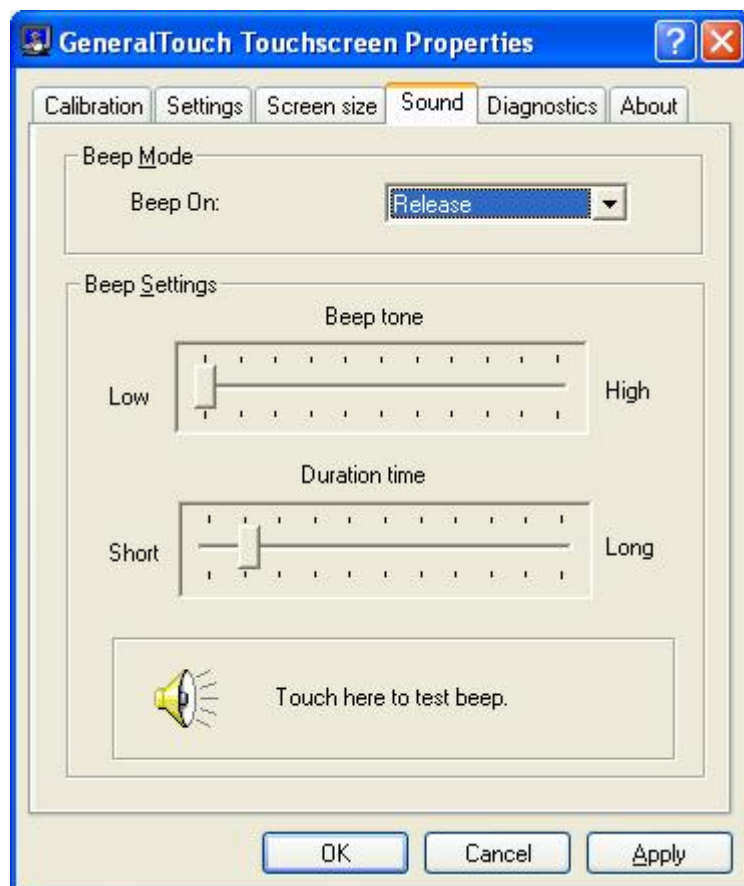 GeneralTouch Touchscreen Properties
Calibration Settings Screen size Sound Diagnostics About
Beep Mode
Beep On: Release
Beep Settings
Beep tone
Low High
Duration time
Short Long
Touch here to test beep.
OK Cancel Apply